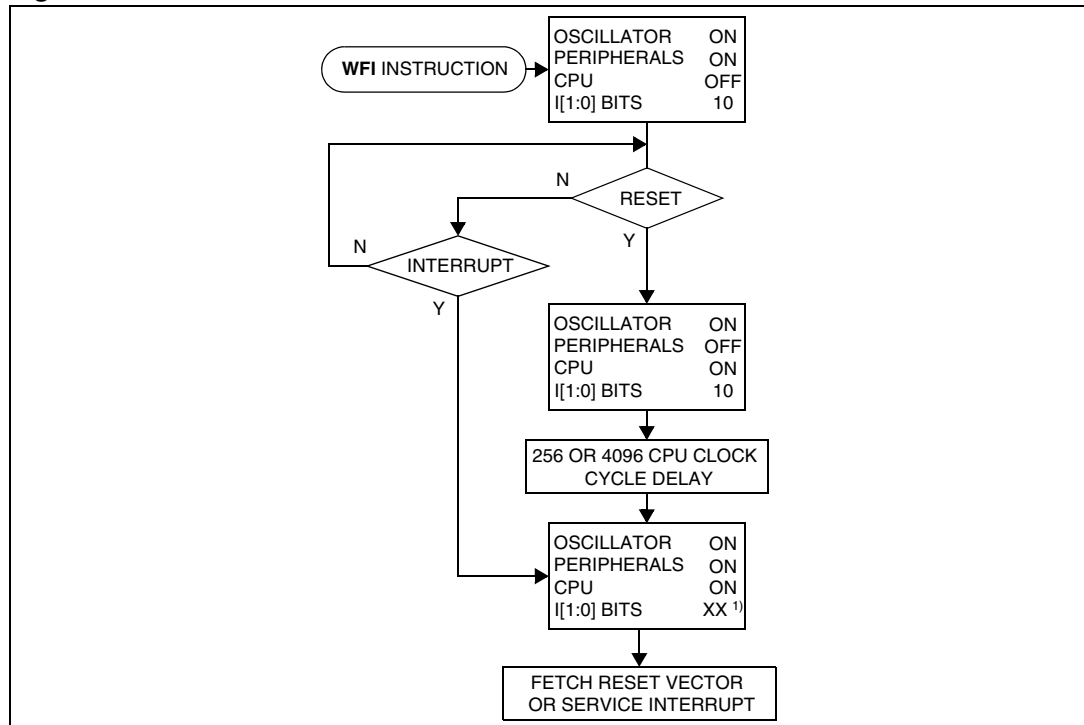 WFI INSTRUCTION
OSCILLATOR ON
PERIPHERALS ON
CPU OFF
I[1:0] BITS 10
RESET
N
Y
INTERRUPT
N
Y
OSCILLATOR ON
PERIPHERALS OFF
CPU ON
I[1:0] BITS 10
256 OR 4096 CPU CLOCK
CYCLE DELAY
OSCILLATOR ON
PERIPHERALS ON
CPU ON
I[1:0] BITS XX 1)
FETCH RESET VECTOR
OR SERVICE INTERRUPT